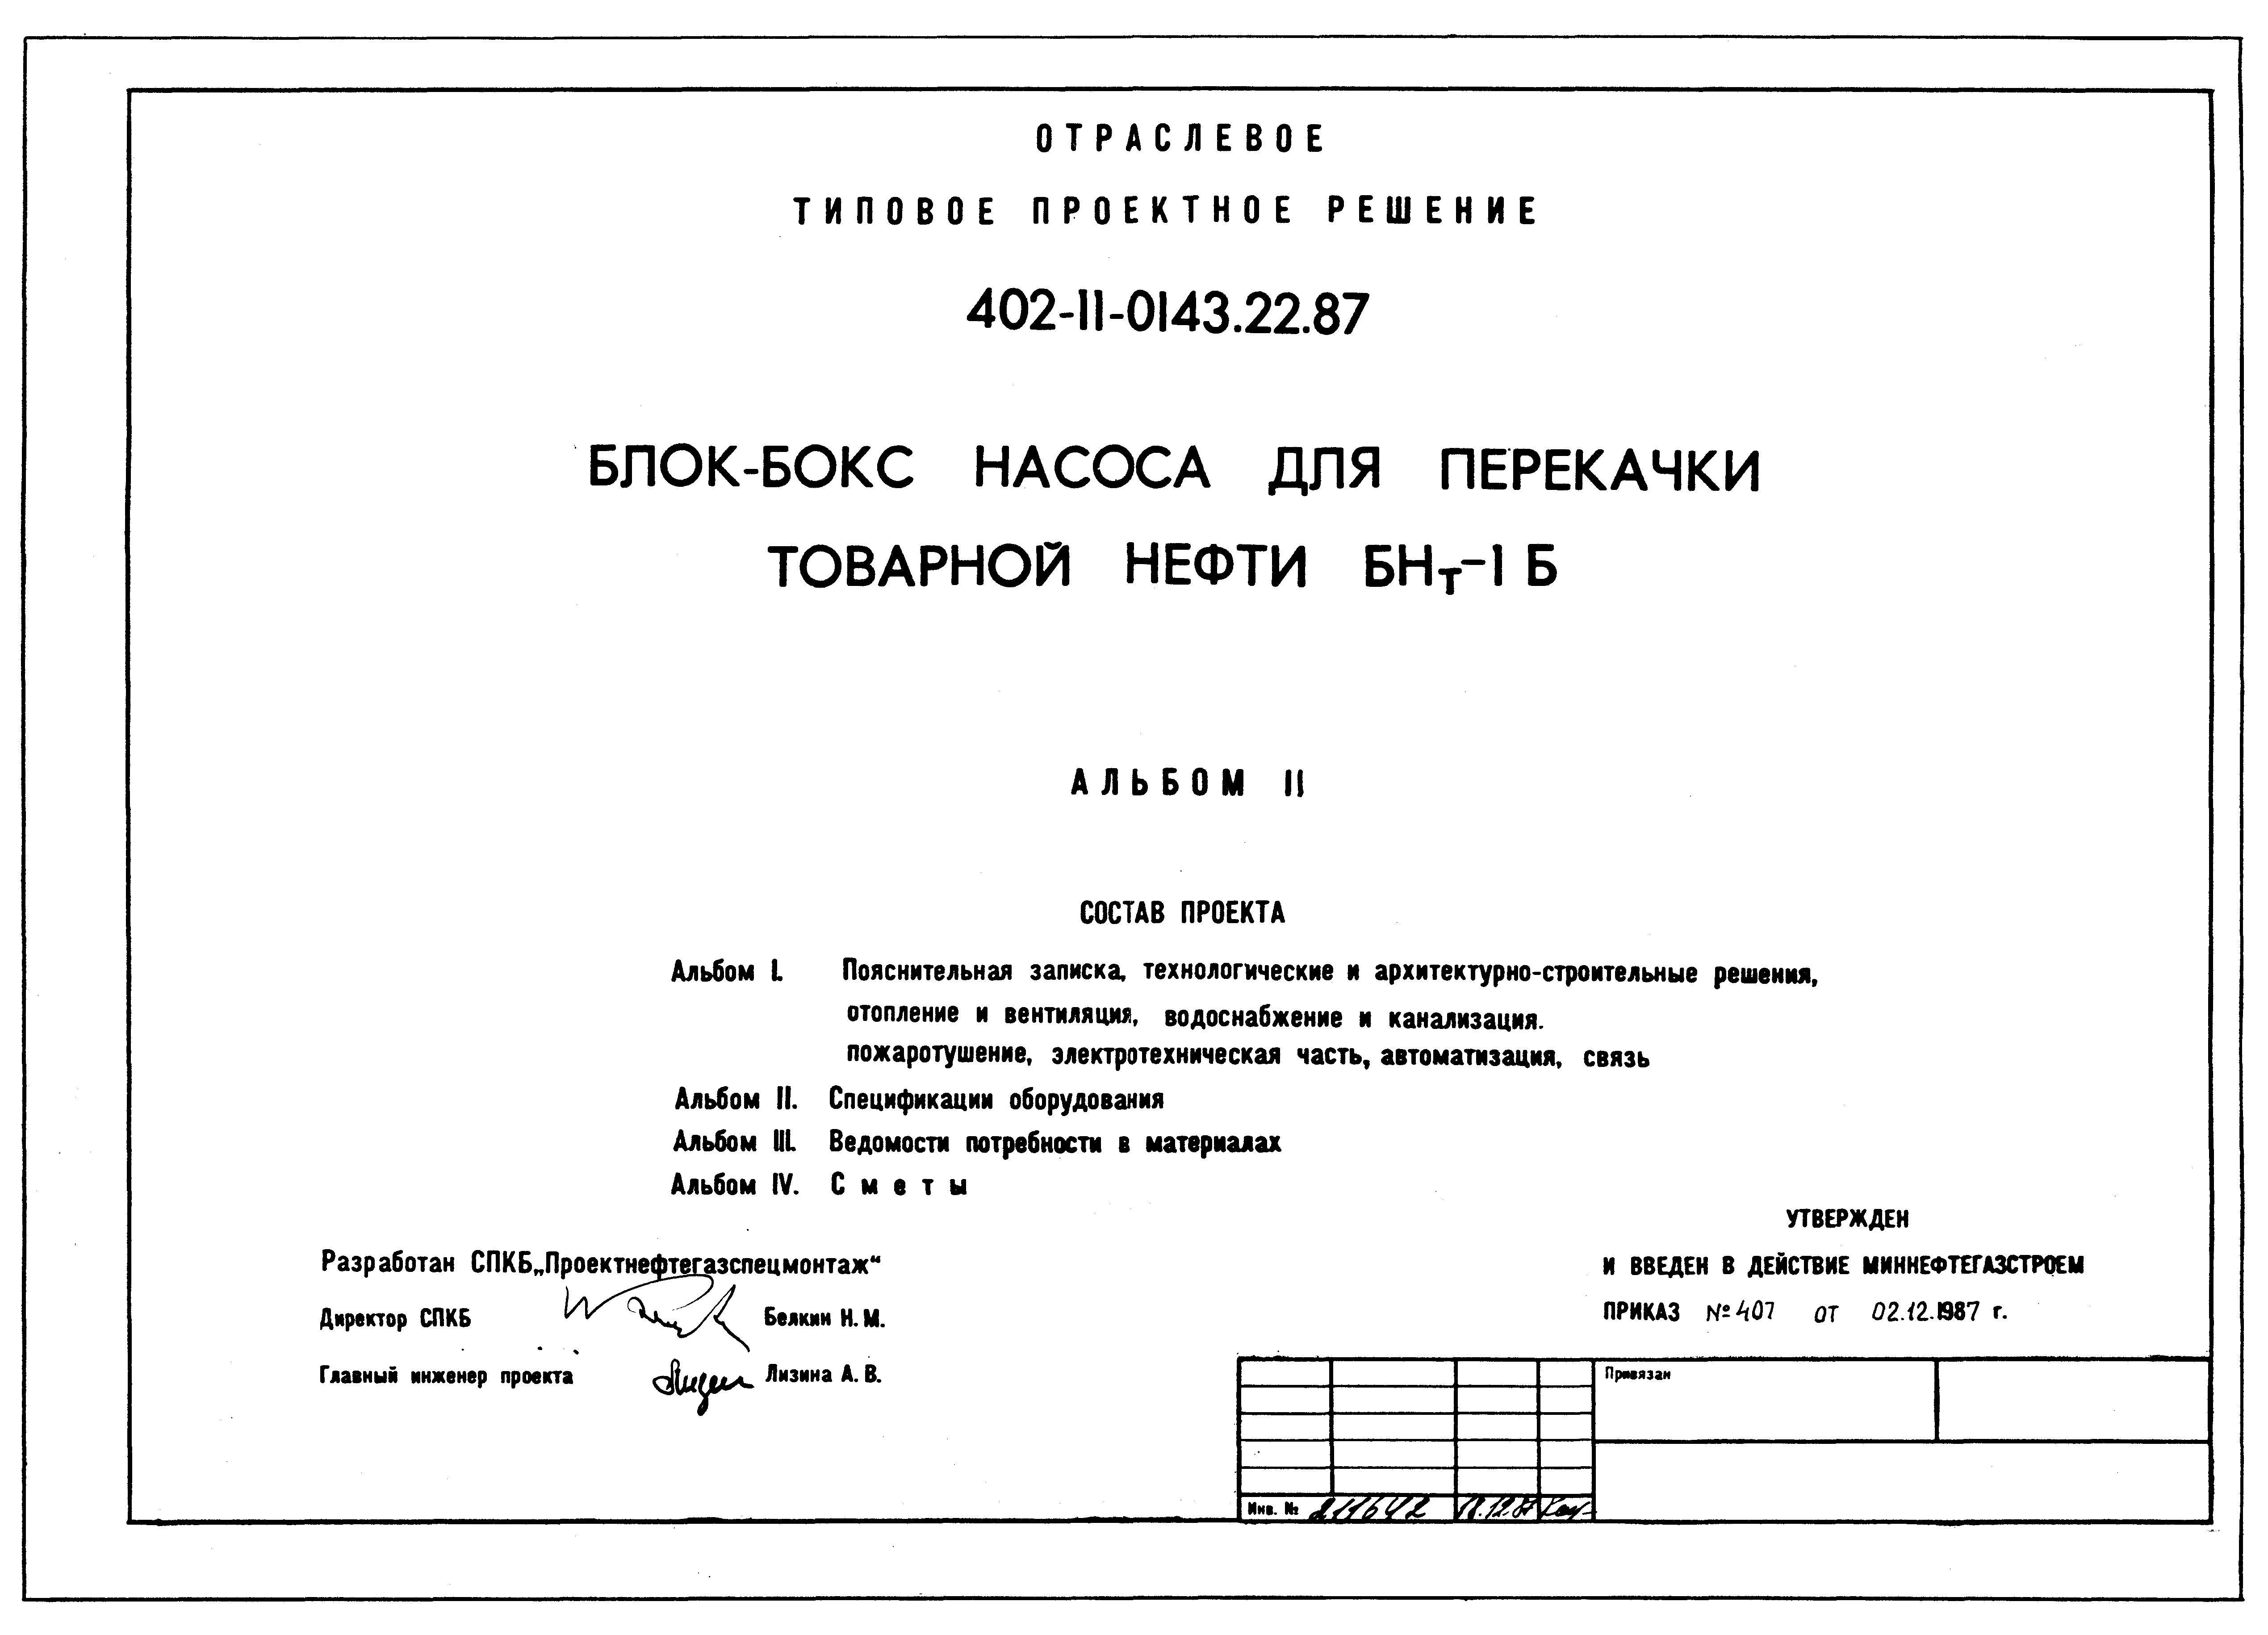 ОТРАСЛЕВОЕ
ТИПОВОЕ ПРОЕКТНОЕ РЕШЕНИЕ
402-11-0143.22.87
БЛОК-БОКС НАСОСА ДЛЯ ПЕРЕКАЧКИ
ТОВАРНОЙ НЕФТИ БНт-1 Б
АЛЬБОМ II
СОСТАВ ПРОЕКТА
Альбом I. Пояснительная записка, технологические и архитектурно-строительные решения,
отопление и вентиляция, водоснабжение и канализация.
пожаротушение, электротехническая часть, автоматизация, связь
Альбом II. Спецификации оборудования
Альбом III. Ведомости потребности в материалах
Альбом IV. Сметы
УТВЕРЖДЕН
И ВВЕДЕН В ДЕЙСТВИЕ МИННЕФТЕГАЗСТРОЕМ
ПРИКАЗ № 407 от 02.12.1987 г.
Разработан СПКБ „Проектнефтегазспецмонтаж“
Директор СПКБ Белкин Н. М.
Главный инженер проекта Лизина А. В.
Привязан
Инв. № 211642